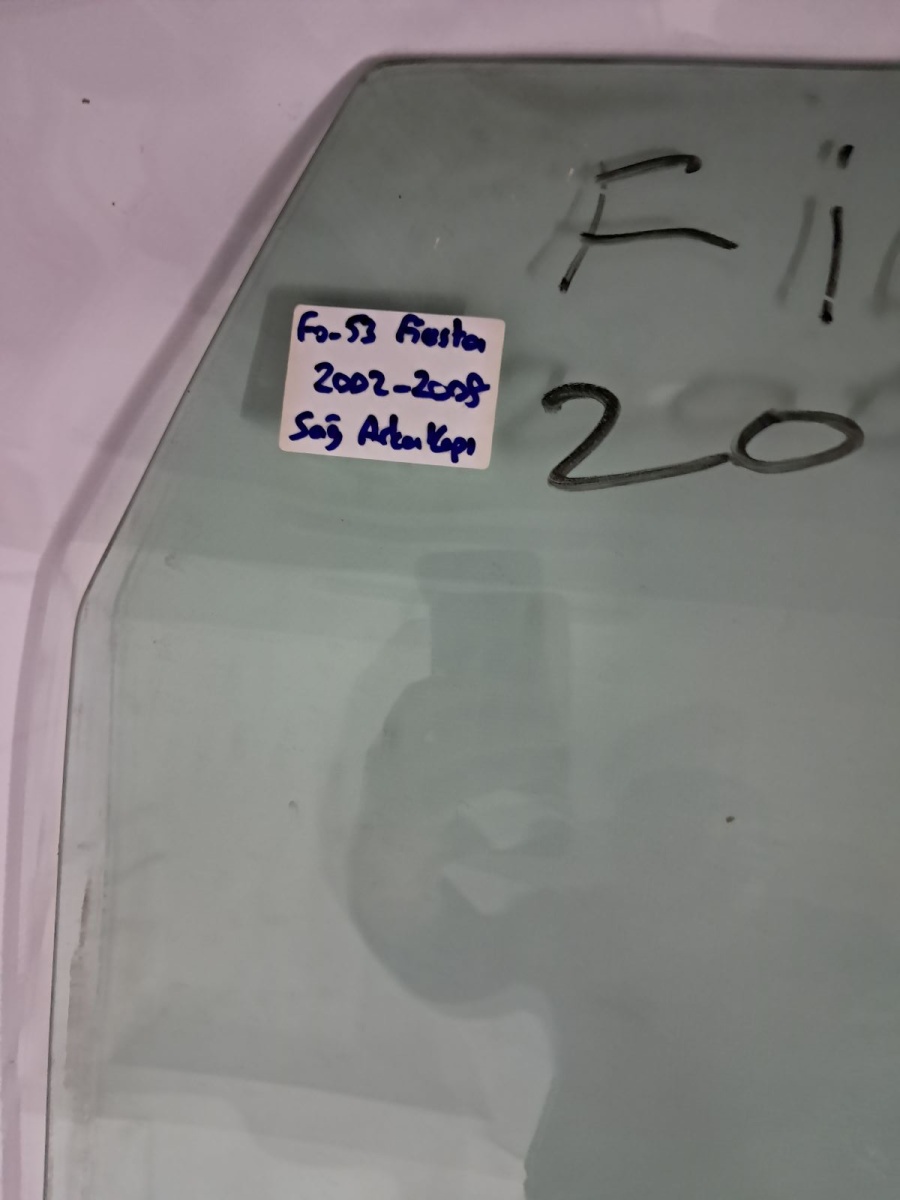 Fi
20
Fo-53 Fiesta
2002-2008
Sağ Arka Kapı